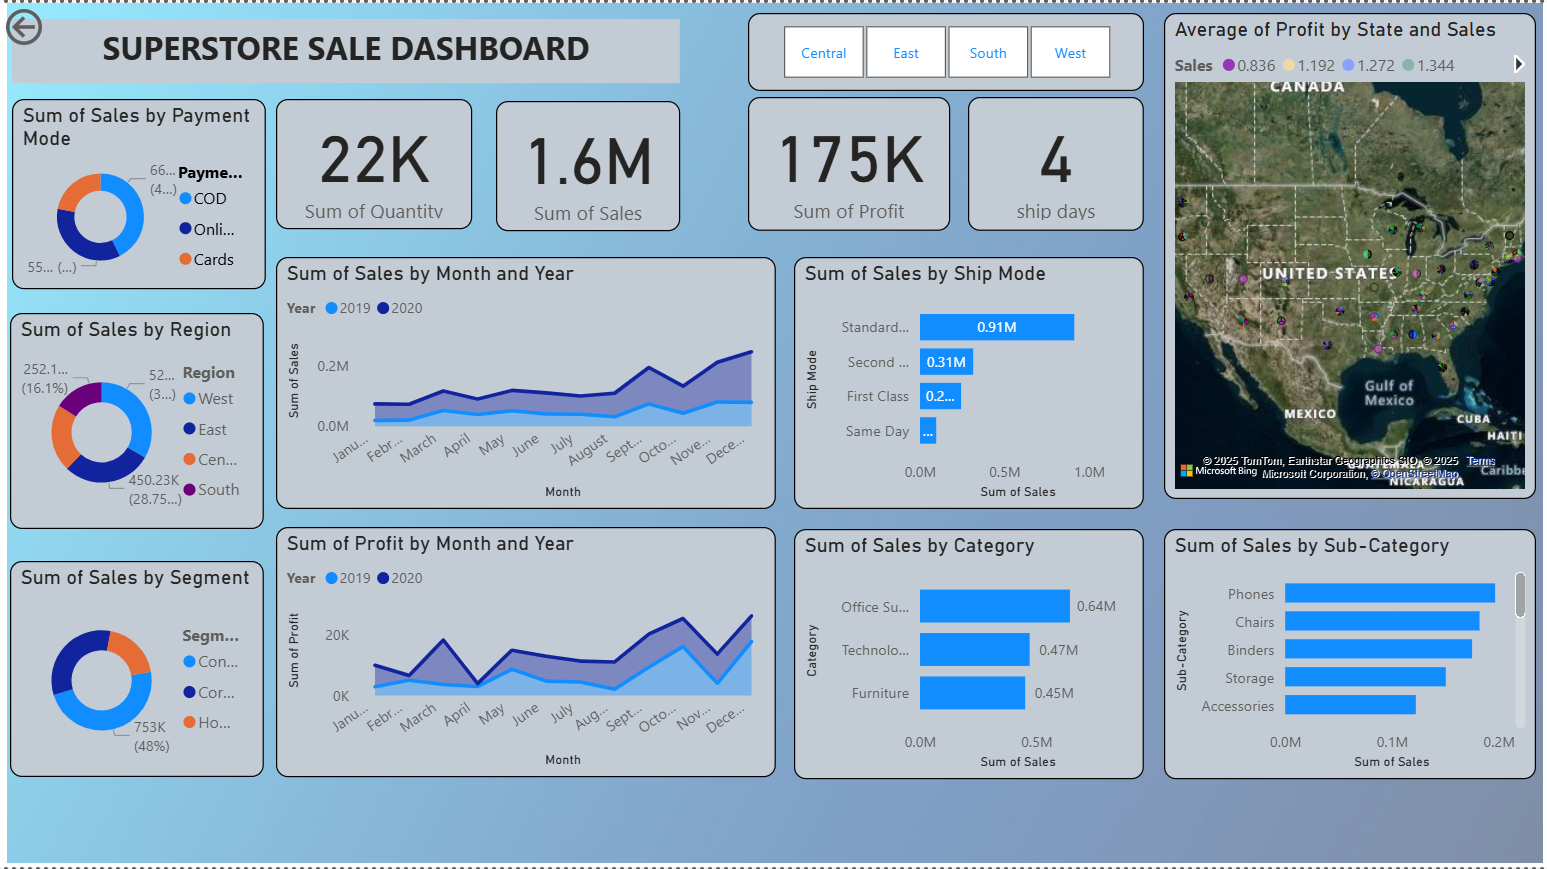 SUPERSTORE SALE DASHBOARD
Central
East
South
West
Sum of Sales by Payment
Mode
66...
(4...)
55... (...)
Payme...
COD
Onli...
Cards
22K
Sum of Quantity
1.6M
Sum of Sales
175K
Sum of Profit
4
ship days
Average of Profit by State and Sales
Sales 0.836 1.192 1.272 1.344
CANADA
UNITED STATES
Gulf of
Mexico
MEXICO
CUBA
HAITI
GUATEMALA
Caribbe
NICARAGUA
Microsoft Bing
© 2025 TomTom, Earthstar Geographics SIO, © 2025
Microsoft Corporation, © OpenStreetMap
Terms
Sum of Sales by Region
252.1...
(16.1%)
52...
(3...)
450.23K
(28.75...)
Region
West
East
Cen...
South
Sum of Sales by Month and Year
Year 2019 2020
Sum of Sales
0.2M
0.0M
Janu...
Febr...
March
April
May
June
July
August
Sept...
Octo...
Nove...
Dece...
Month
Sum of Sales by Ship Mode
Ship Mode
Standard...
0.91M
Second ...
0.31M
First Class
0.2...
Same Day
...
0.0M
0.5M
1.0M
Sum of Sales
Sum of Sales by Segment
753K
(48%)
Segm...
Con...
Cor...
Ho...
Sum of Profit by Month and Year
Year 2019 2020
Sum of Profit
20K
0K
Janu...
Febr...
March
April
May
June
July
Aug...
Sept...
Octo...
Nov...
Dece...
Month
Sum of Sales by Category
Category
Office Su...
0.64M
Technolo...
0.47M
Furniture
0.45M
0.0M
0.5M
Sum of Sales
Sum of Sales by Sub-Category
Sub-Category
Phones
Chairs
Binders
Storage
Accessories
0.0M
0.1M
0.2M
Sum of Sales